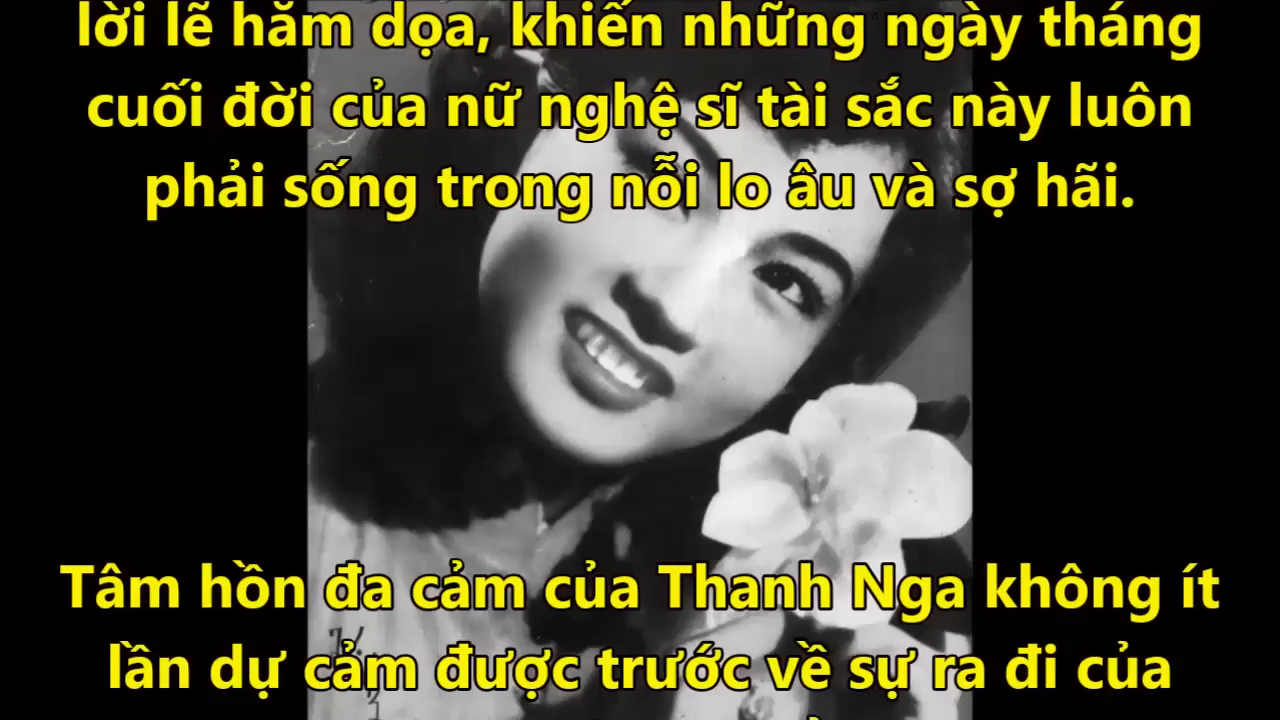 lời lẽ hăm dọa, khiến những ngày tháng
cuối đời của nữ nghệ sĩ tài sắc này luôn
phải sống trong nỗi lo âu và sợ hãi.
Tâm hồn đa cảm của Thanh Nga không ít
lần dự cảm được trước về sự ra đi của